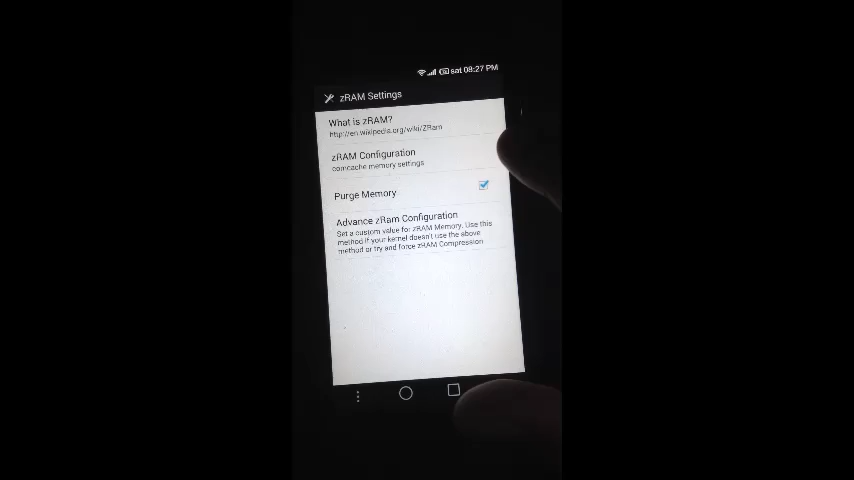 sat 08:27 PM
zRAM Settings
What is zRAM?
http://en.wikipedia.org/wiki/ZRam
zRAM Configuration
comcache memory settings
Purge Memory
Advance zRam Configuration
Set a custom value for zRAM Memory. Use this
method if your kernel doesn't use the above
method or try and force zRAM Compression